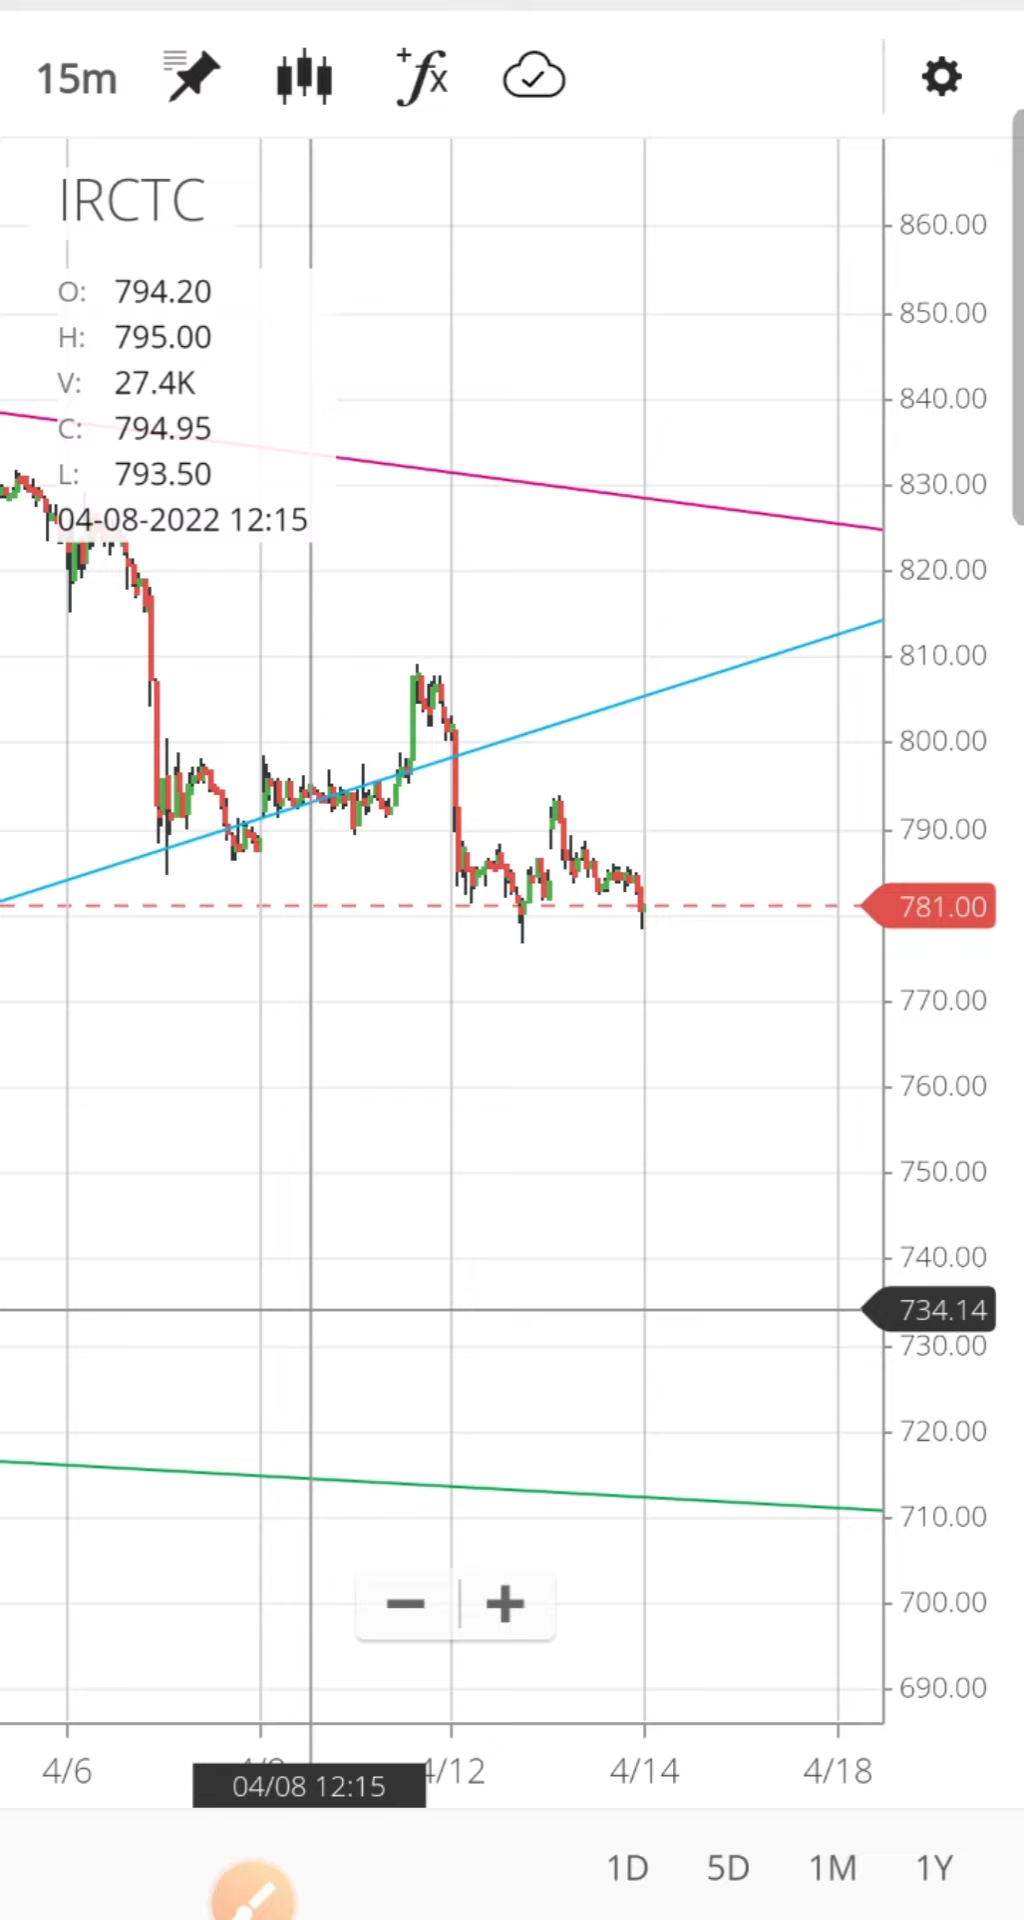 15m
+fx
IRCTC
O: 794.20
H: 795.00
V: 27.4K
C: 794.95
L: 793.50
04-08-2022 12:15
860.00
850.00
840.00
830.00
820.00
810.00
800.00
790.00
781.00
770.00
760.00
750.00
740.00
734.14
730.00
720.00
710.00
700.00
690.00
4/6 4/12 4/14 4/18
04/08 12:15
1D 5D 1M 1Y